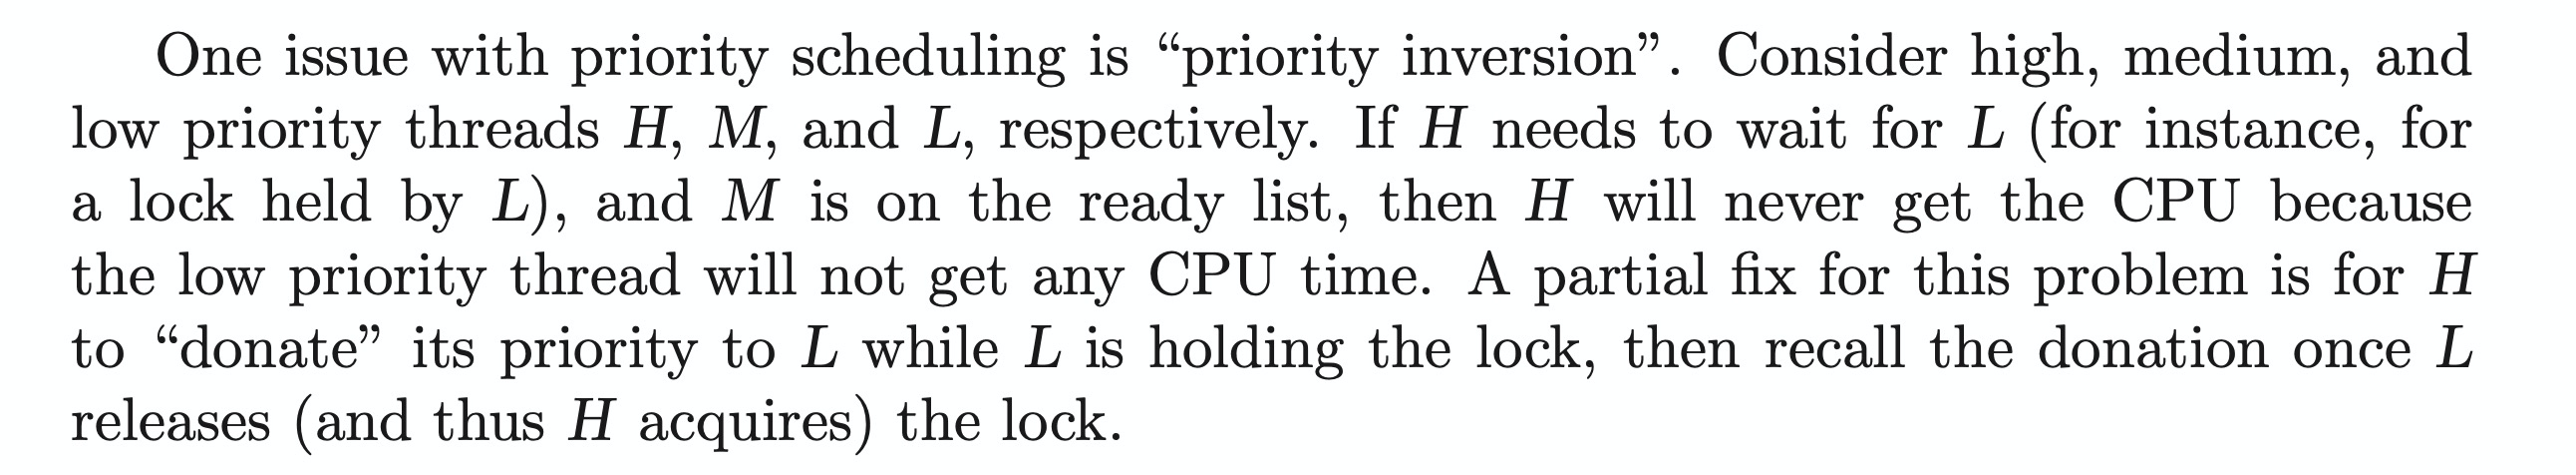 One issue with priority scheduling is “priority inversion”. Consider high, medium, and
low priority threads H, M, and L, respectively. If H needs to wait for L (for instance, for
a lock held by L), and M is on the ready list, then H will never get the CPU because
the low priority thread will not get any CPU time. A partial fix for this problem is for H
to “donate” its priority to L while L is holding the lock, then recall the donation once L
releases (and thus H acquires) the lock.